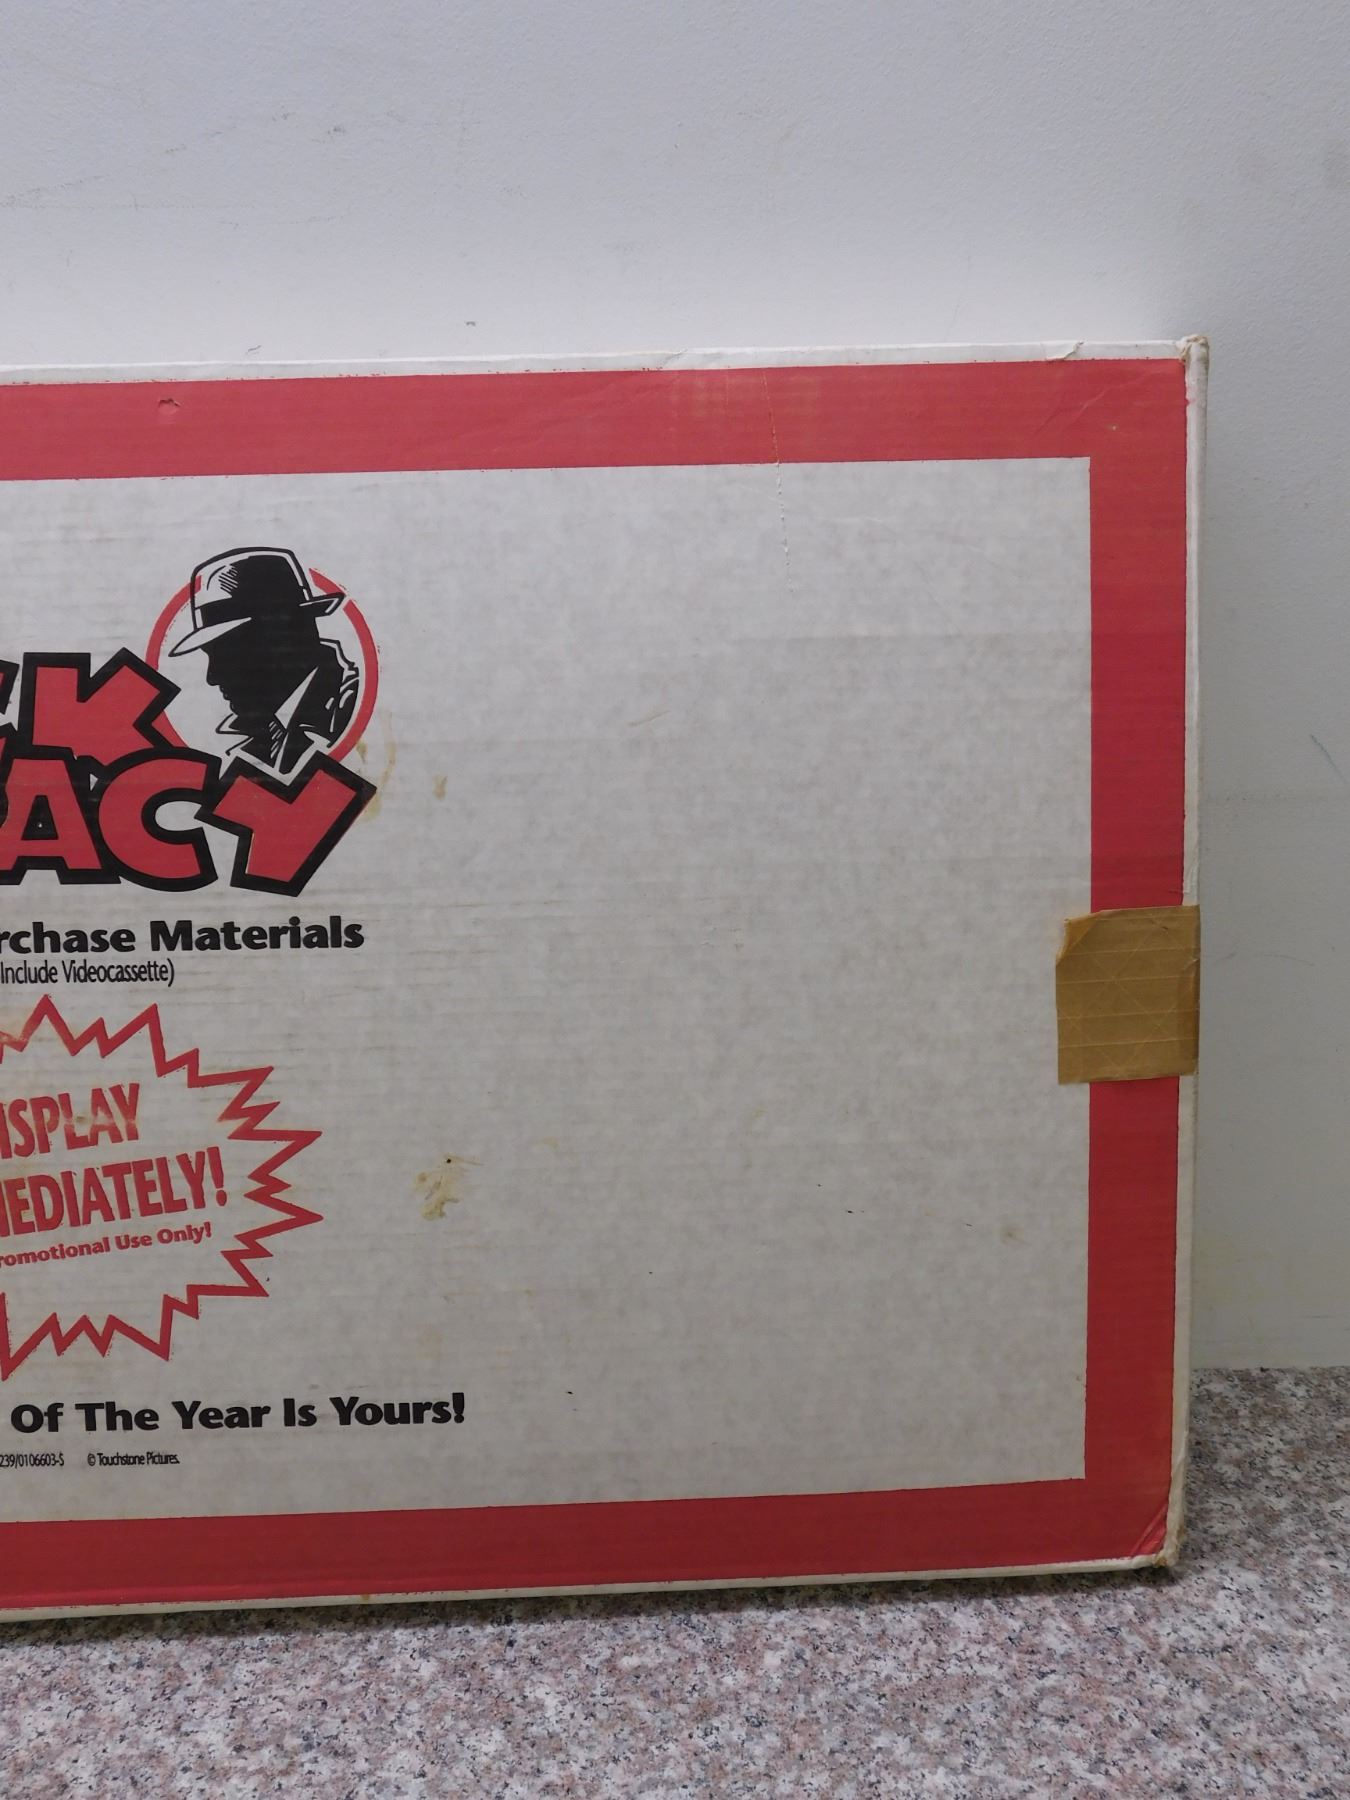 CK
ACY
rchase Materials
Include Videocassette)
ISPLAY
EDIATELY!
romotional Use Only!
Of The Year Is Yours!
239/0106603-S © Touchstone Pictures.